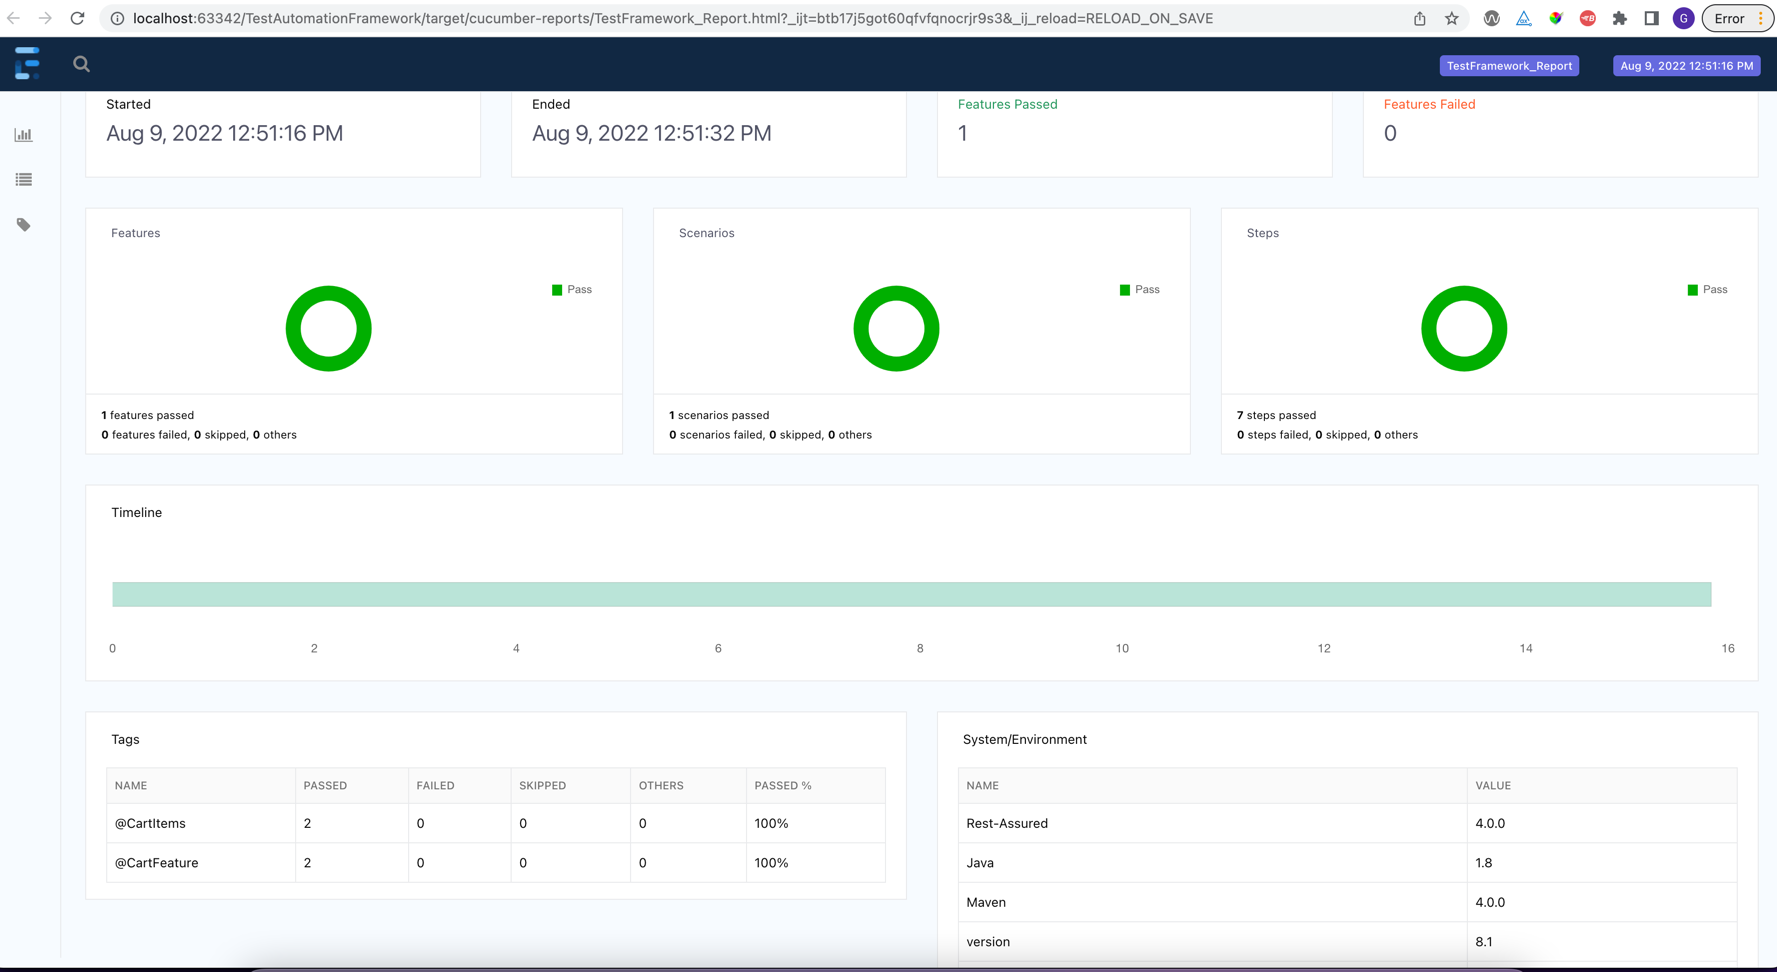 localhost:63342/TestAutomationFramework/target/cucumber-reports/TestFramework_Report.html?_ijt=btb17j5got60qfvfqnocrjr9s3&_ij_reload=RELOAD_ON_SAVE
G
Error
TestFramework_Report
Aug 9, 2022 12:51:16 PM
Started
Aug 9, 2022 12:51:16 PM
Ended
Aug 9, 2022 12:51:32 PM
Features Passed
1
Features Failed
0
Features
Pass
1 features passed
0 features failed, 0 skipped, 0 others
Scenarios
Pass
1 scenarios passed
0 scenarios failed, 0 skipped, 0 others
Steps
Pass
7 steps passed
0 steps failed, 0 skipped, 0 others
Timeline
0 2 4 6 8 10 12 14 16
Tags
NAME PASSED FAILED SKIPPED OTHERS PASSED %
@CartItems 2 0 0 0 100%
@CartFeature 2 0 0 0 100%
System/Environment
NAME VALUE
Rest-Assured 4.0.0
Java 1.8
Maven 4.0.0
version 8.1